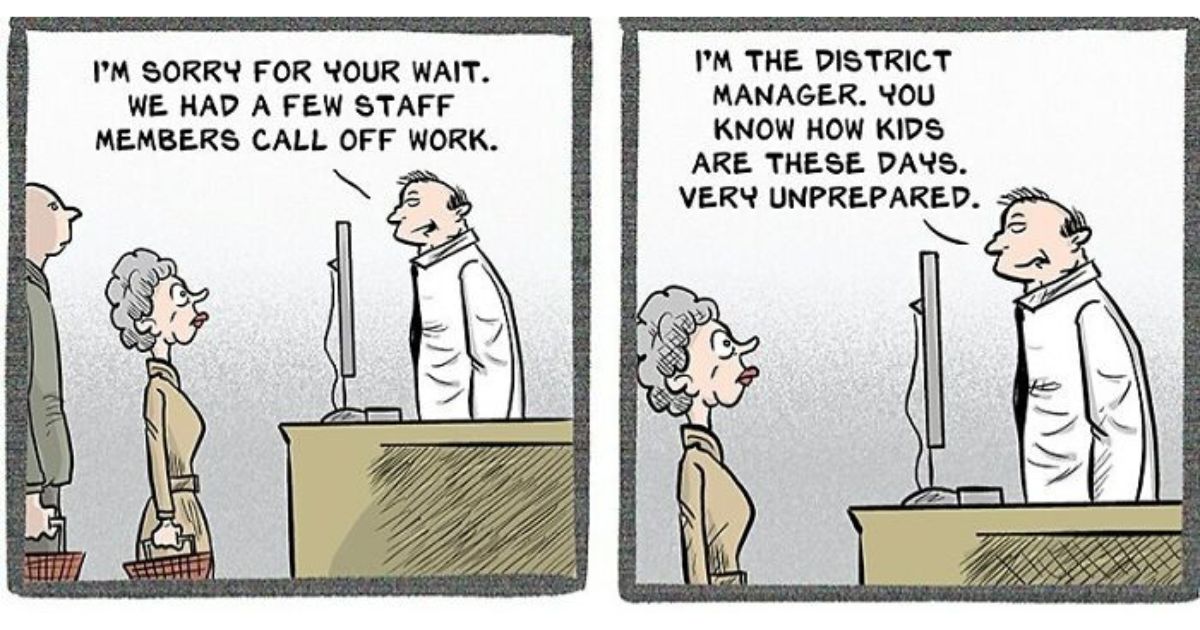 I'M SORRY FOR YOUR WAIT.
WE HAD A FEW STAFF
MEMBERS CALL OFF WORK.
I'M THE DISTRICT
MANAGER. YOU
KNOW HOW KIDS
ARE THESE DAYS.
VERY UNPREPARED.